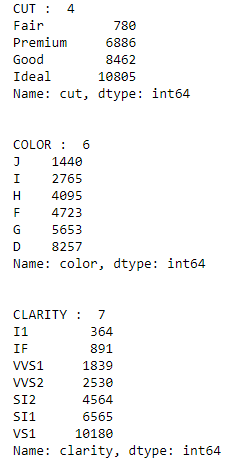 CUT :  4
Fair         780
Premium     6886
Good        8462
Ideal      10805
Name: cut, dtype: int64
COLOR :  6
J    1440
I    2765
H    4095
F    4723
G    5653
D    8257
Name: color, dtype: int64
CLARITY :  7
I1        364
IF        891
VVS1     1839
VVS2     2530
SI2      4564
SI1      6565
VS1     10180
Name: clarity, dtype: int64